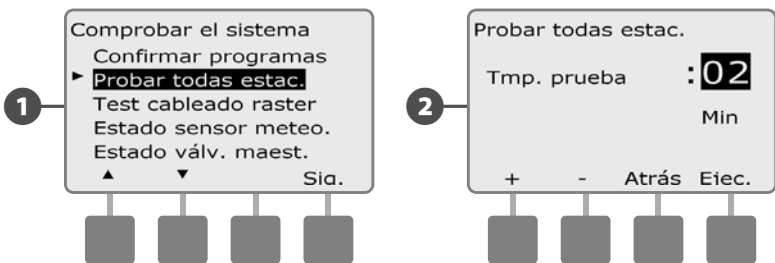 1
Comprobar el sistema
Confirmar programas
Probar todas estac.
Test cableado raster
Estado sensor meteo.
Estado válv. maest.
Sig.
2
Probar todas estac.
Tmp. prueba :02
Min
+ - Atrás Ejec.